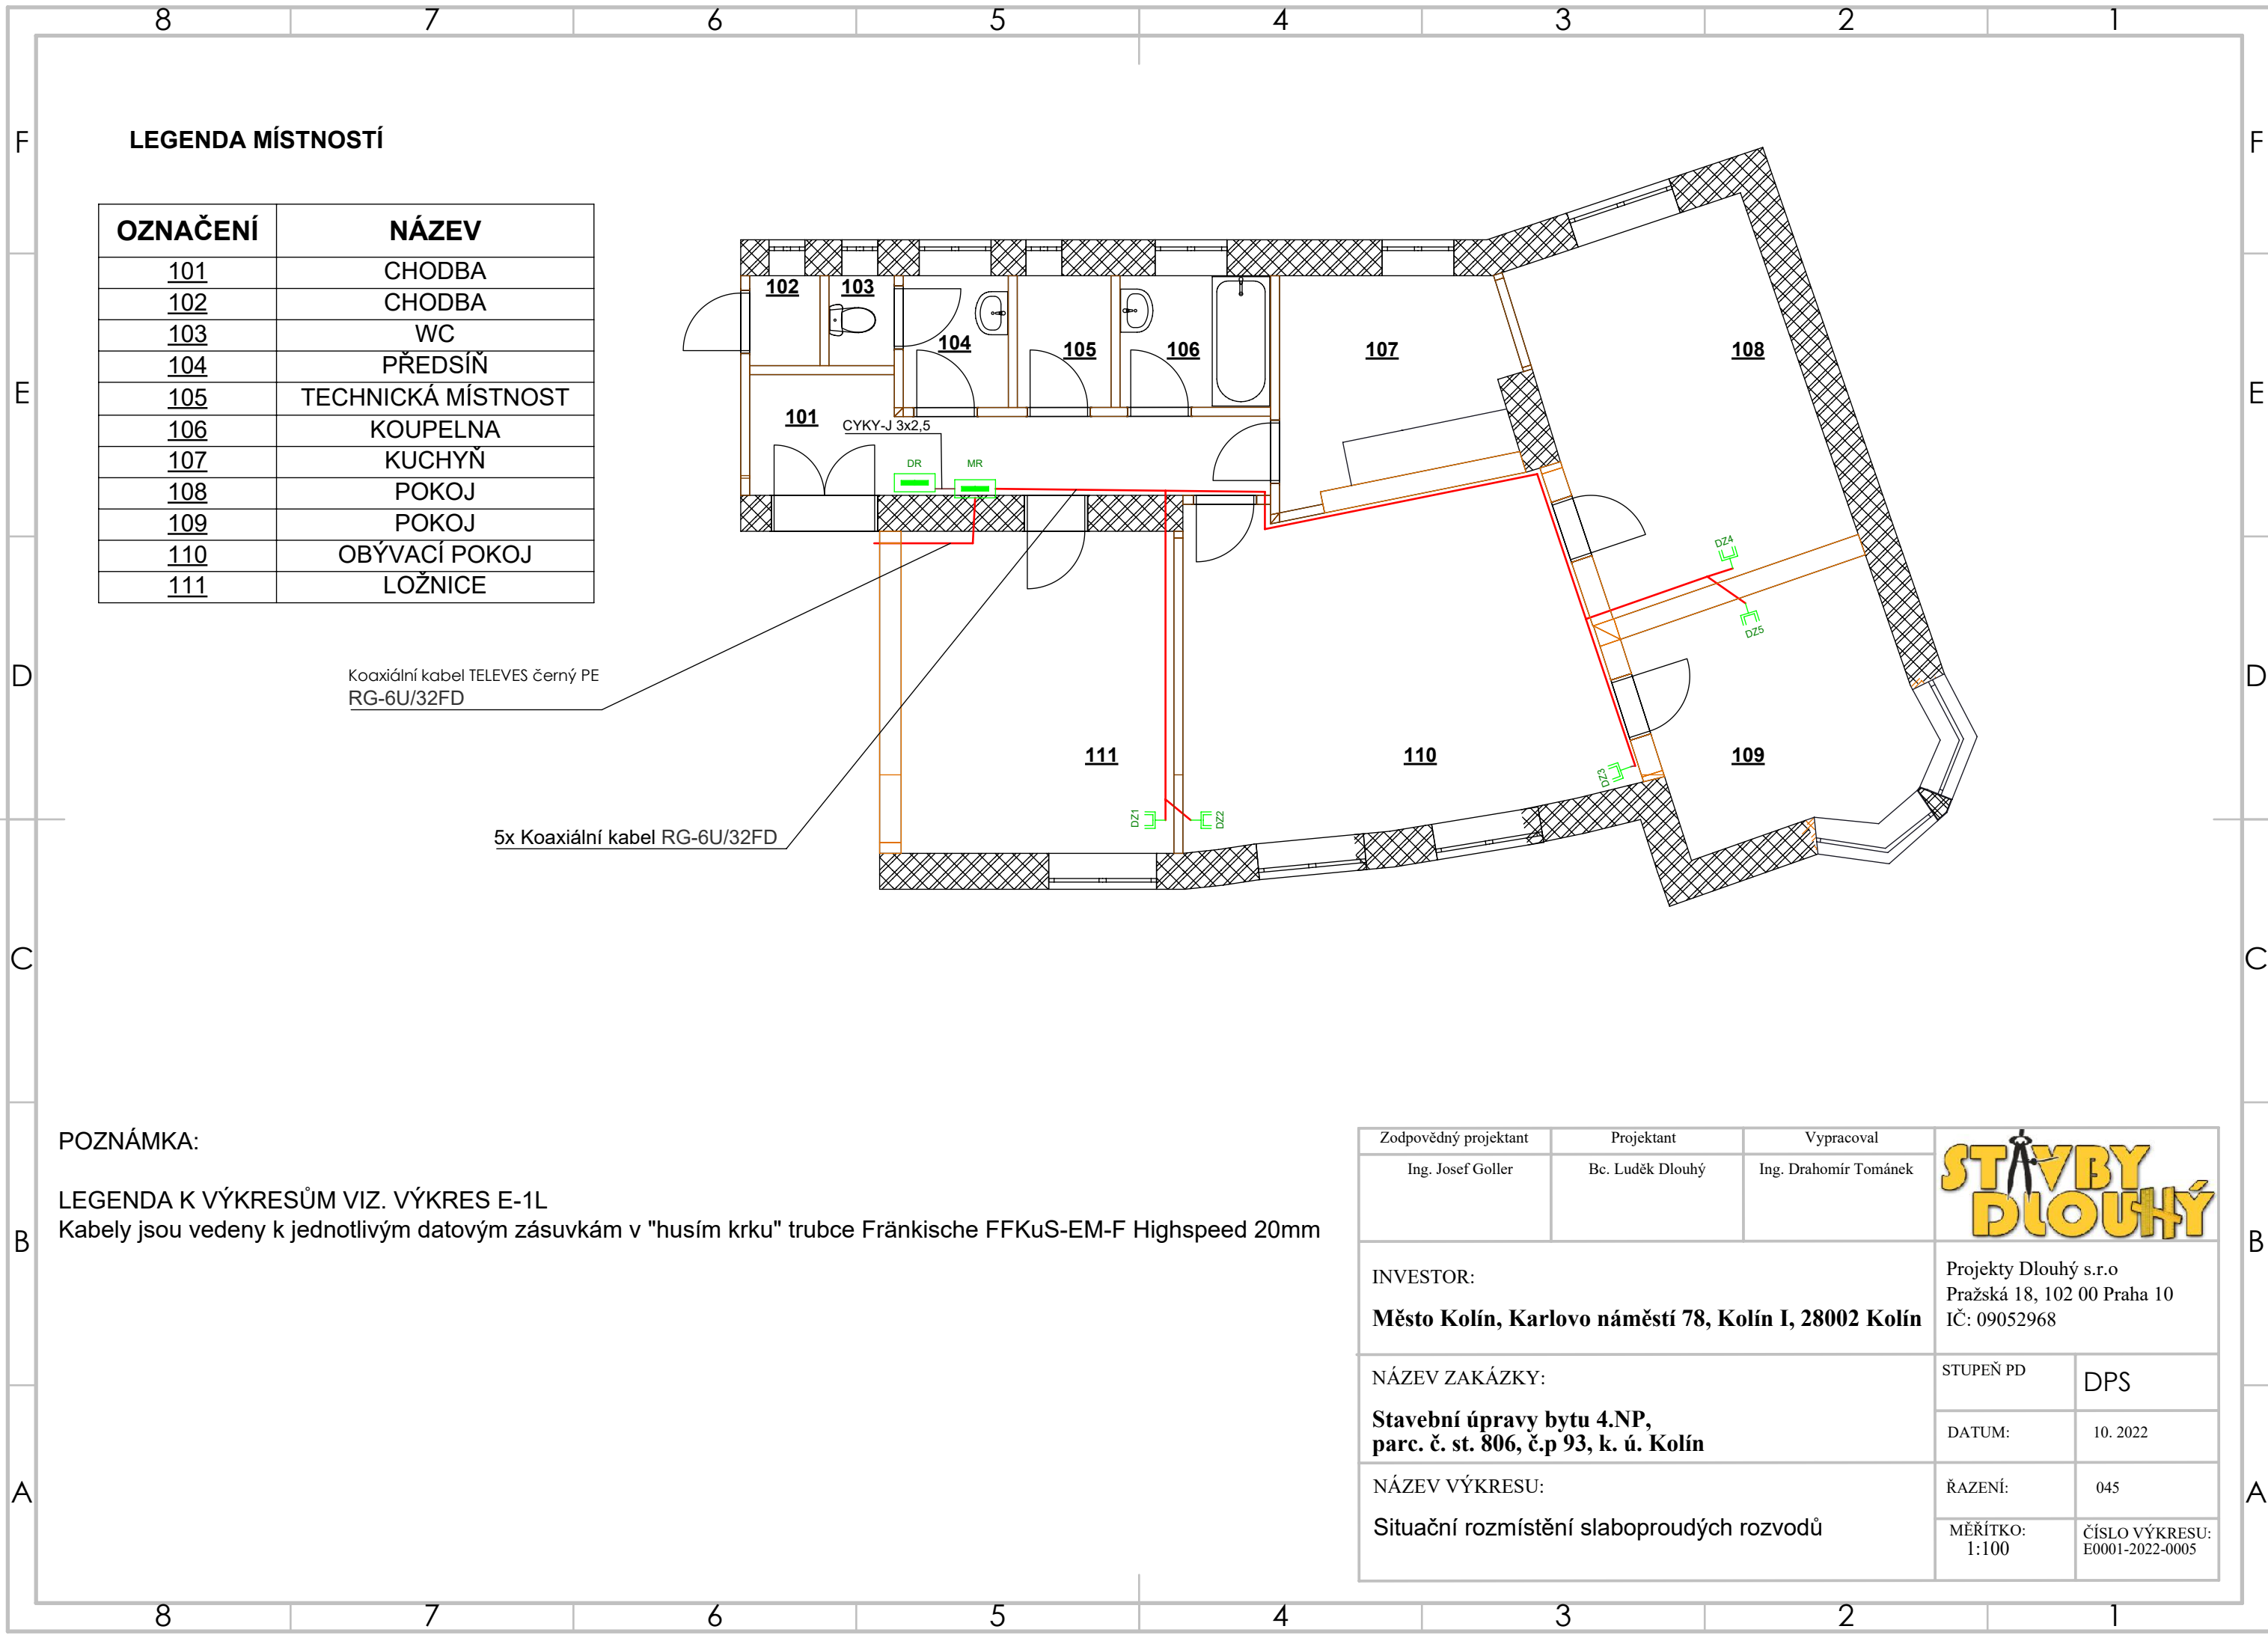 8 7 6 5 4 3 2 1
F
F
E
E
D
D
C
C
B
B
A
A
LEGENDA MÍSTNOSTÍ
OZNAČENÍ NÁZEV
101 CHODBA
102 CHODBA
103 WC
104 PŘEDSÍŇ
105 TECHNICKÁ MÍSTNOST
106 KOUPELNA
107 KUCHYŇ
108 POKOJ
109 POKOJ
110 OBÝVACÍ POKOJ
111 LOŽNICE
102
103
104
105
106
107
108
101
CYKY-J 3x2,5
DR
MR
DZ4
DZ5
Koaxiální kabel TELEVES černý PE
RG-6U/32FD
111
110
109
DZ3
DZ1
DZ2
5x Koaxiální kabel RG-6U/32FD
POZNÁMKA:
LEGENDA K VÝKRESŮM VIZ. VÝKRES E-1L
Kabely jsou vedeny k jednotlivým datovým zásuvkám v "husím krku" trubce Fränkische FFKuS-EM-F Highspeed 20mm
Zodpovědný projektant
Projektant
Vypracoval
Ing. Josef Goller
Bc. Luděk Dlouhý
Ing. Drahomír Tománek
STAVBY
DLOUHÝ
INVESTOR:
Město Kolín, Karlovo náměstí 78, Kolín I, 28002 Kolín
Projekty Dlouhý s.r.o
Pražská 18, 102 00 Praha 10
IČ: 09052968
NÁZEV ZAKÁZKY:
Stavební úpravy bytu 4.NP,
parc. č. st. 806, č.p 93, k. ú. Kolín
STUPEŇ PD
DPS
DATUM:
10. 2022
NÁZEV VÝKRESU:
Situační rozmístění slaboproudých rozvodů
ŘAZENÍ:
045
MĚŘÍTKO:
1:100
ČÍSLO VÝKRESU:
E0001-2022-0005
8 7 6 5 4 3 2 1